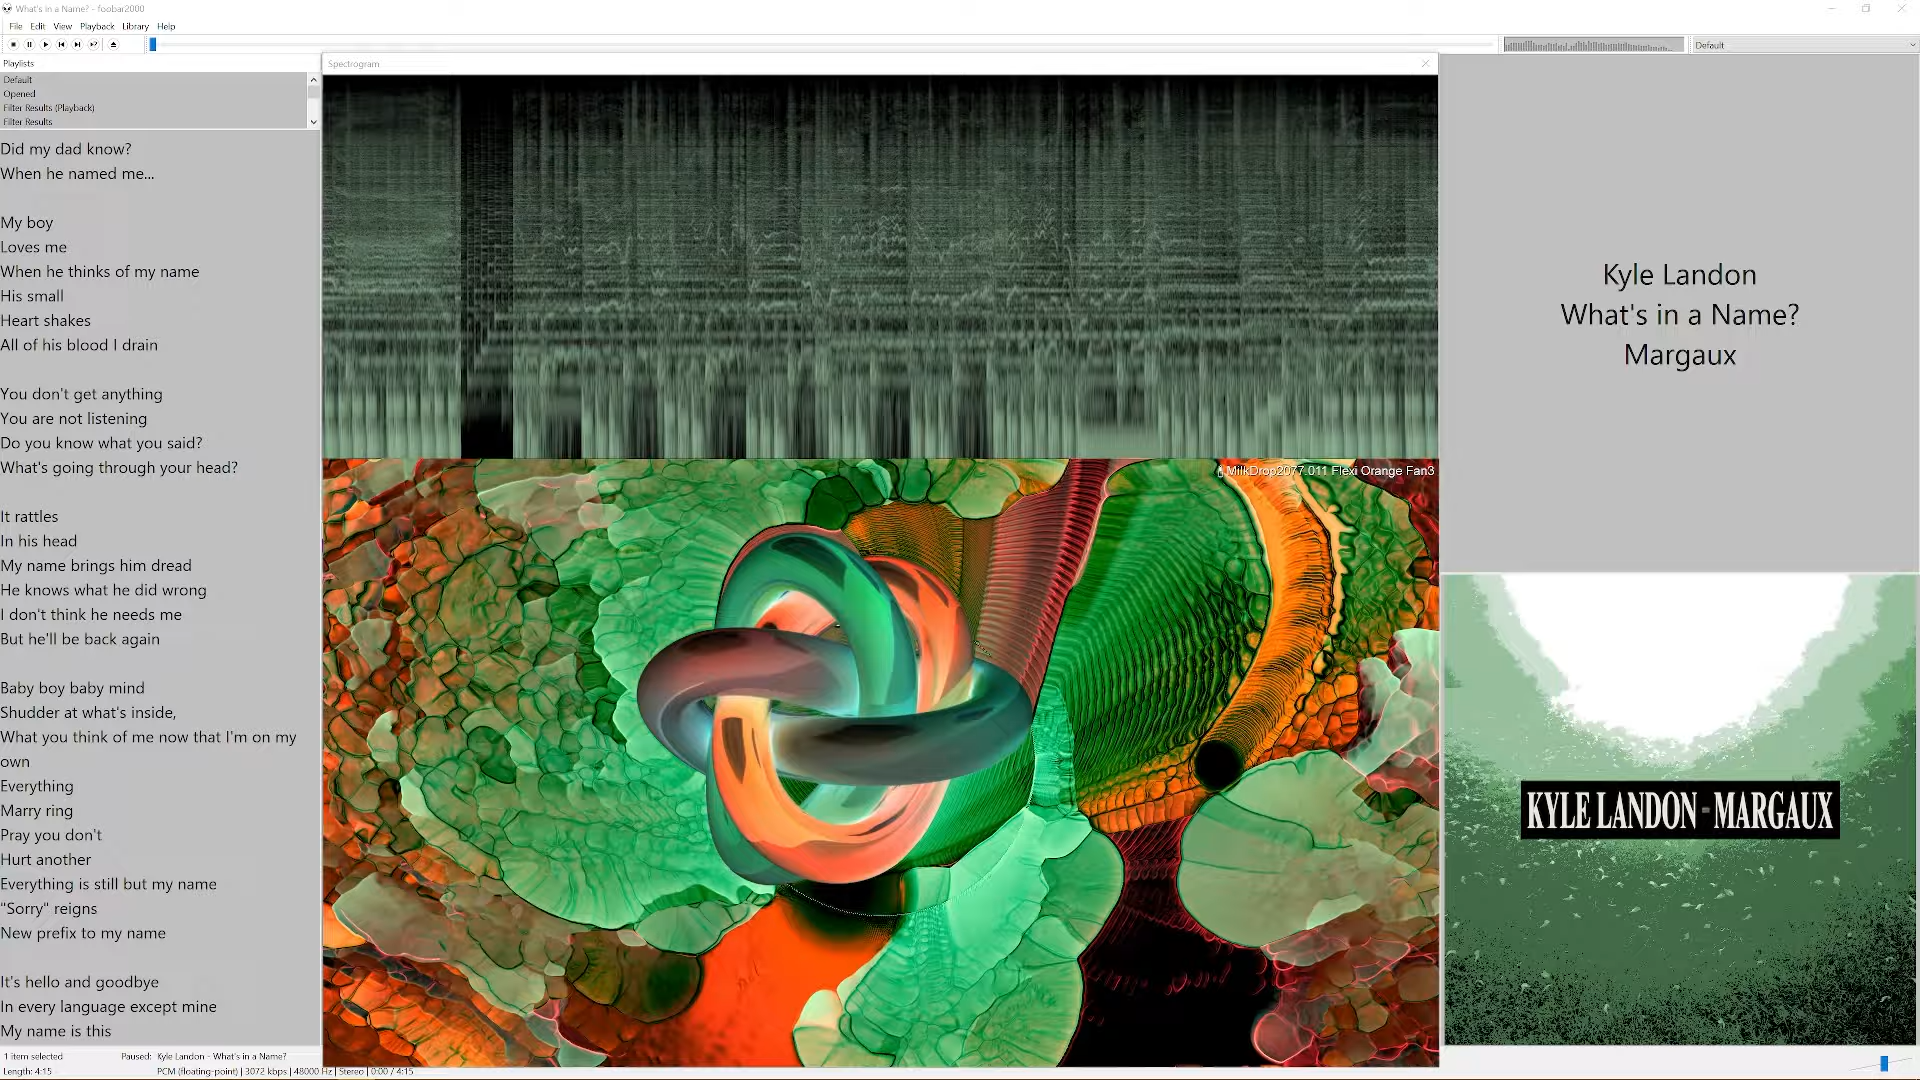 What's in a Name? - foobar2000
File Edit View Playback Library Help
Default
Playlists
Default
Opened
Filter Results (Playback)
Filter Results
Spectrogram
Did my dad know?
When he named me...
My boy
Loves me
When he thinks of my name
His small
Heart shakes
All of his blood I drain
You don't get anything
You are not listening
Do you know what you said?
What's going through your head?
It rattles
In his head
My name brings him dread
He knows what he did wrong
I don't think he needs me
But he'll be back again
Baby boy baby mind
Shudder at what's inside,
What you think of me now that I'm on my
own
Everything
Marry ring
Pray you don't
Hurt another
Everything is still but my name
"Sorry" reigns
New prefix to my name
It's hello and goodbye
In every language except mine
My name is this
MilkDrop2077 011 Flexi Orange Fan3
Kyle Landon
What's in a Name?
Margaux
KYLE LANDON - MARGAUX
1 item selected
Paused: Kyle Landon - What's in a Name?
Length: 4:15
PCM (floating-point) | 3072 kbps | 48000 Hz | Stereo | 0:00 / 4:15